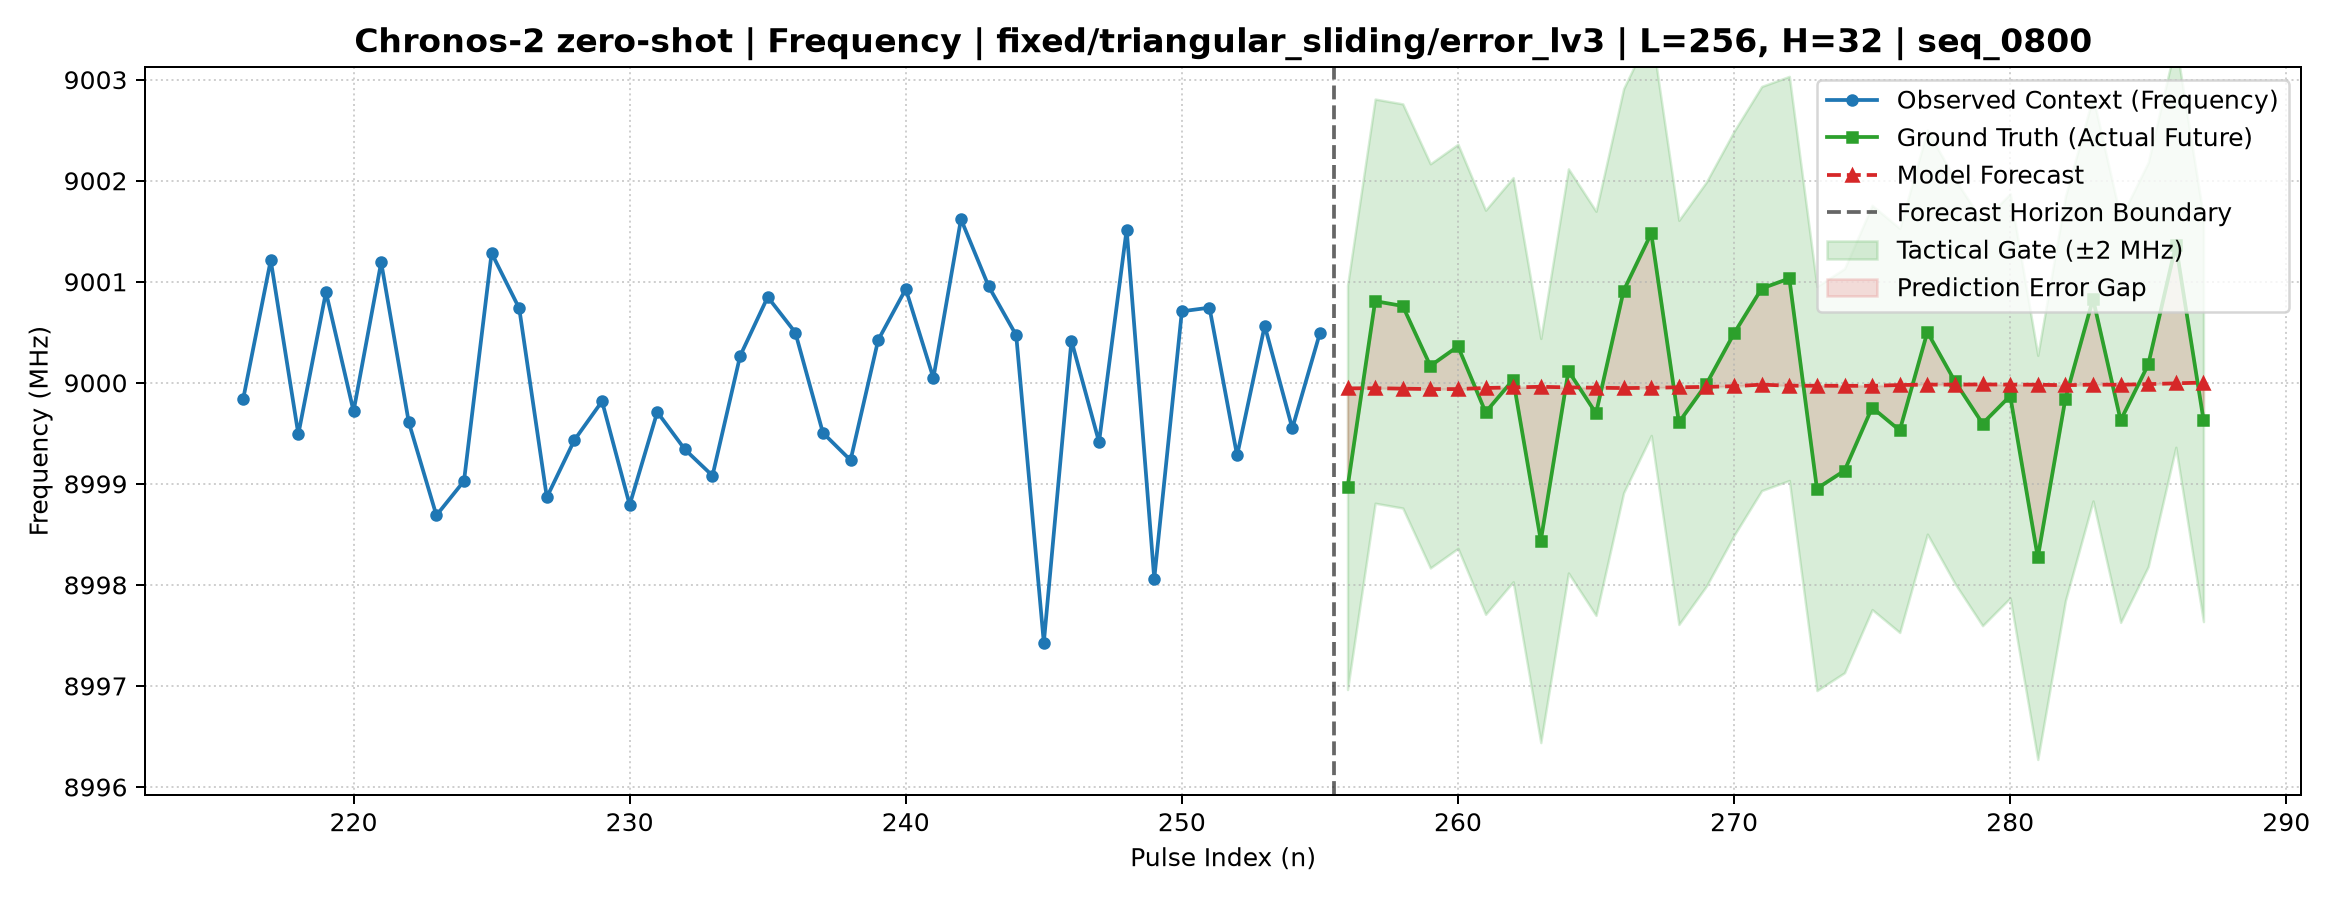 Chronos-2 zero-shot | Frequency | fixed/triangular_sliding/error_lv3 | L=256, H=32 | seq_0800
Frequency (MHz)
9003
9002
9001
9000
8999
8998
8997
8996
Observed Context (Frequency)
Ground Truth (Actual Future)
Model Forecast
Forecast Horizon Boundary
Tactical Gate (±2 MHz)
Prediction Error Gap
220 230 240 250 260 270 280 290
Pulse Index (n)